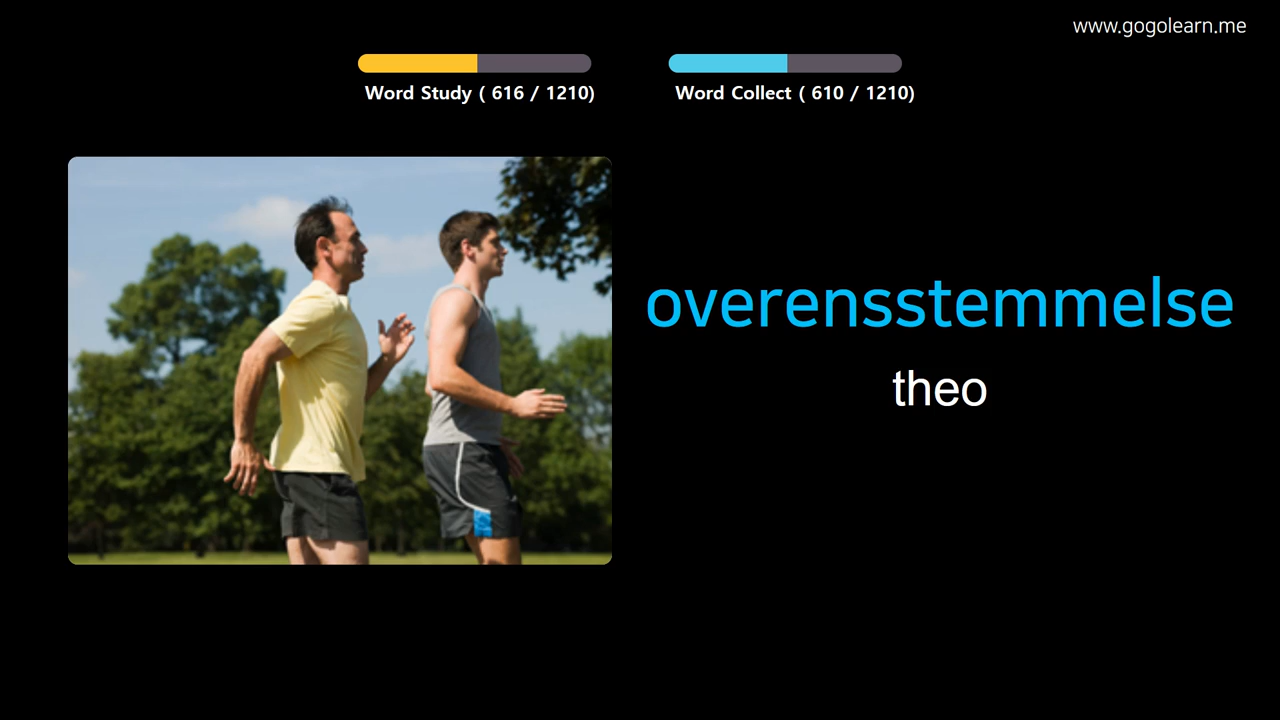 www.gogolearn.me
Word Study ( 616 / 1210)
Word Collect ( 610 / 1210)
overensstemmelse
theo